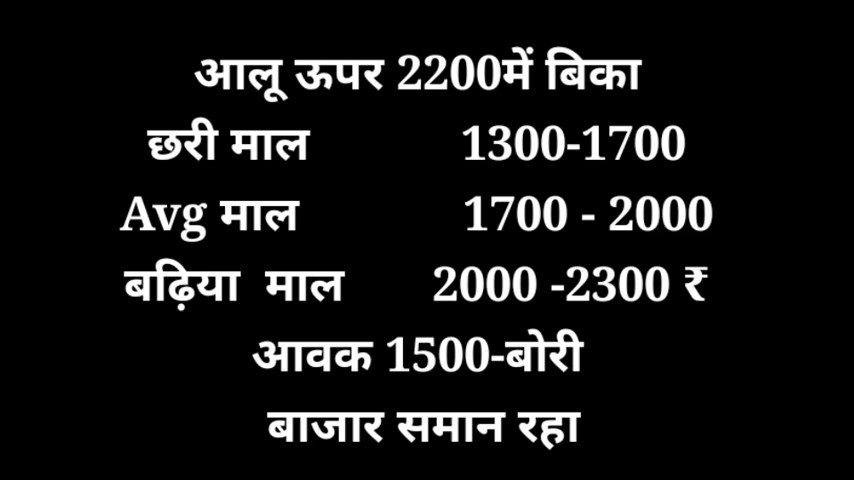 आलू ऊपर 2200में बिका
छरी माल 1300-1700
Avg माल 1700 - 2000
बढ़िया माल 2000 -2300 ₹
आवक 1500-बोरी
बाजार समान रहा